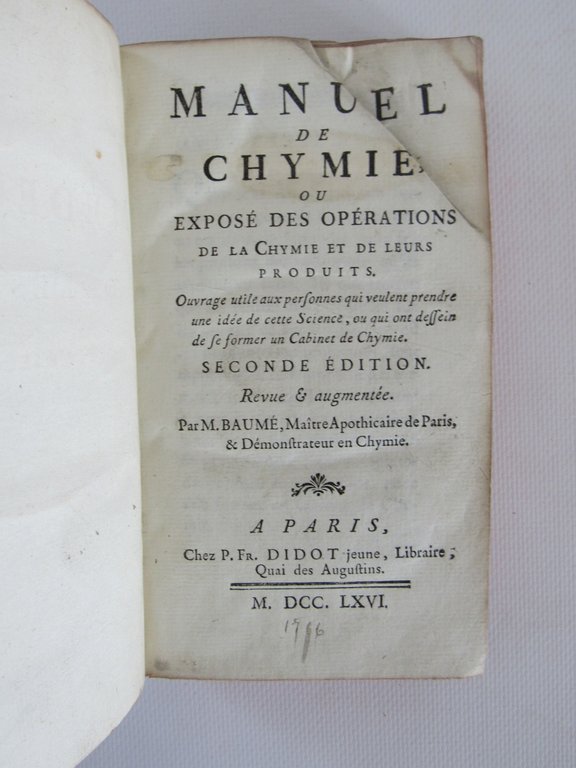 MANUEL
DE
CHYMIE,
OU
EXPOSÉ DES OPÉRATIONS
DE LA CHYMIE ET DE LEURS
PRODUITS.
Ouvrage utile aux perſonnes qui veulent prendre
une idée de cette Science, ou qui ont deſſein
de ſe former un Cabinet de Chymie.
SECONDE ÉDITION.
Revue & augmentée.
Par M. BAUMÉ, Maître Apothicaire de Paris,
& Démonſtrateur en Chymie.
A PARIS,
Chez P. FR. DIDOT jeune, Libraire,
Quai des Auguſtins.
M. DCC. LXVI.